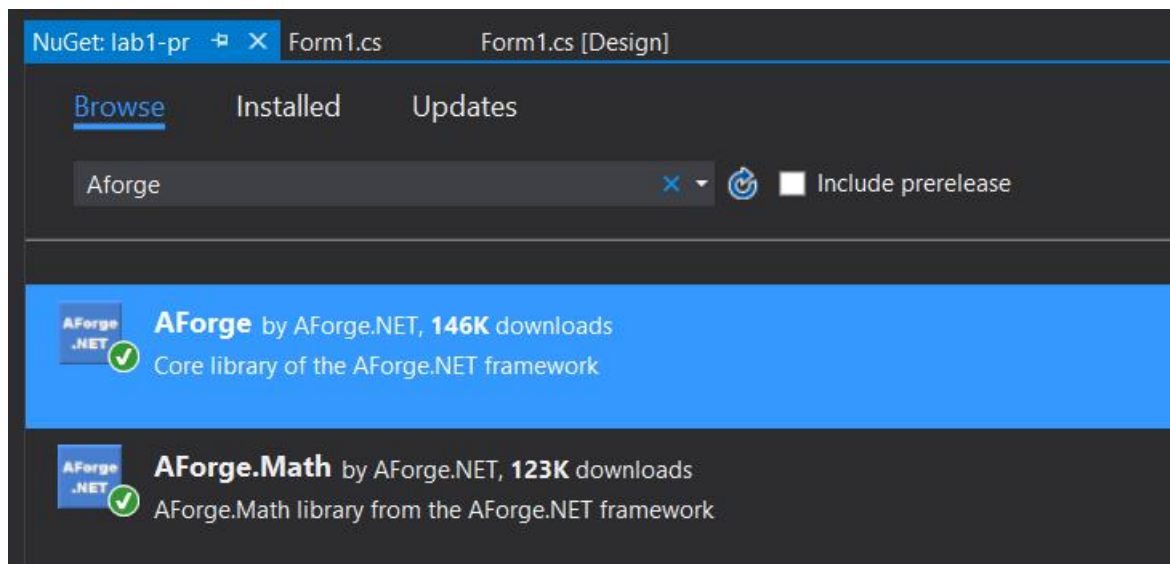 NuGet: lab1-pr Form1.cs Form1.cs [Design]
Browse Installed Updates
Aforge Include prerelease
AForge .NET AForge by AForge.NET, 146K downloads
Core library of the AForge.NET framework
AForge .NET AForge.Math by AForge.NET, 123K downloads
AForge.Math library from the AForge.NET framework